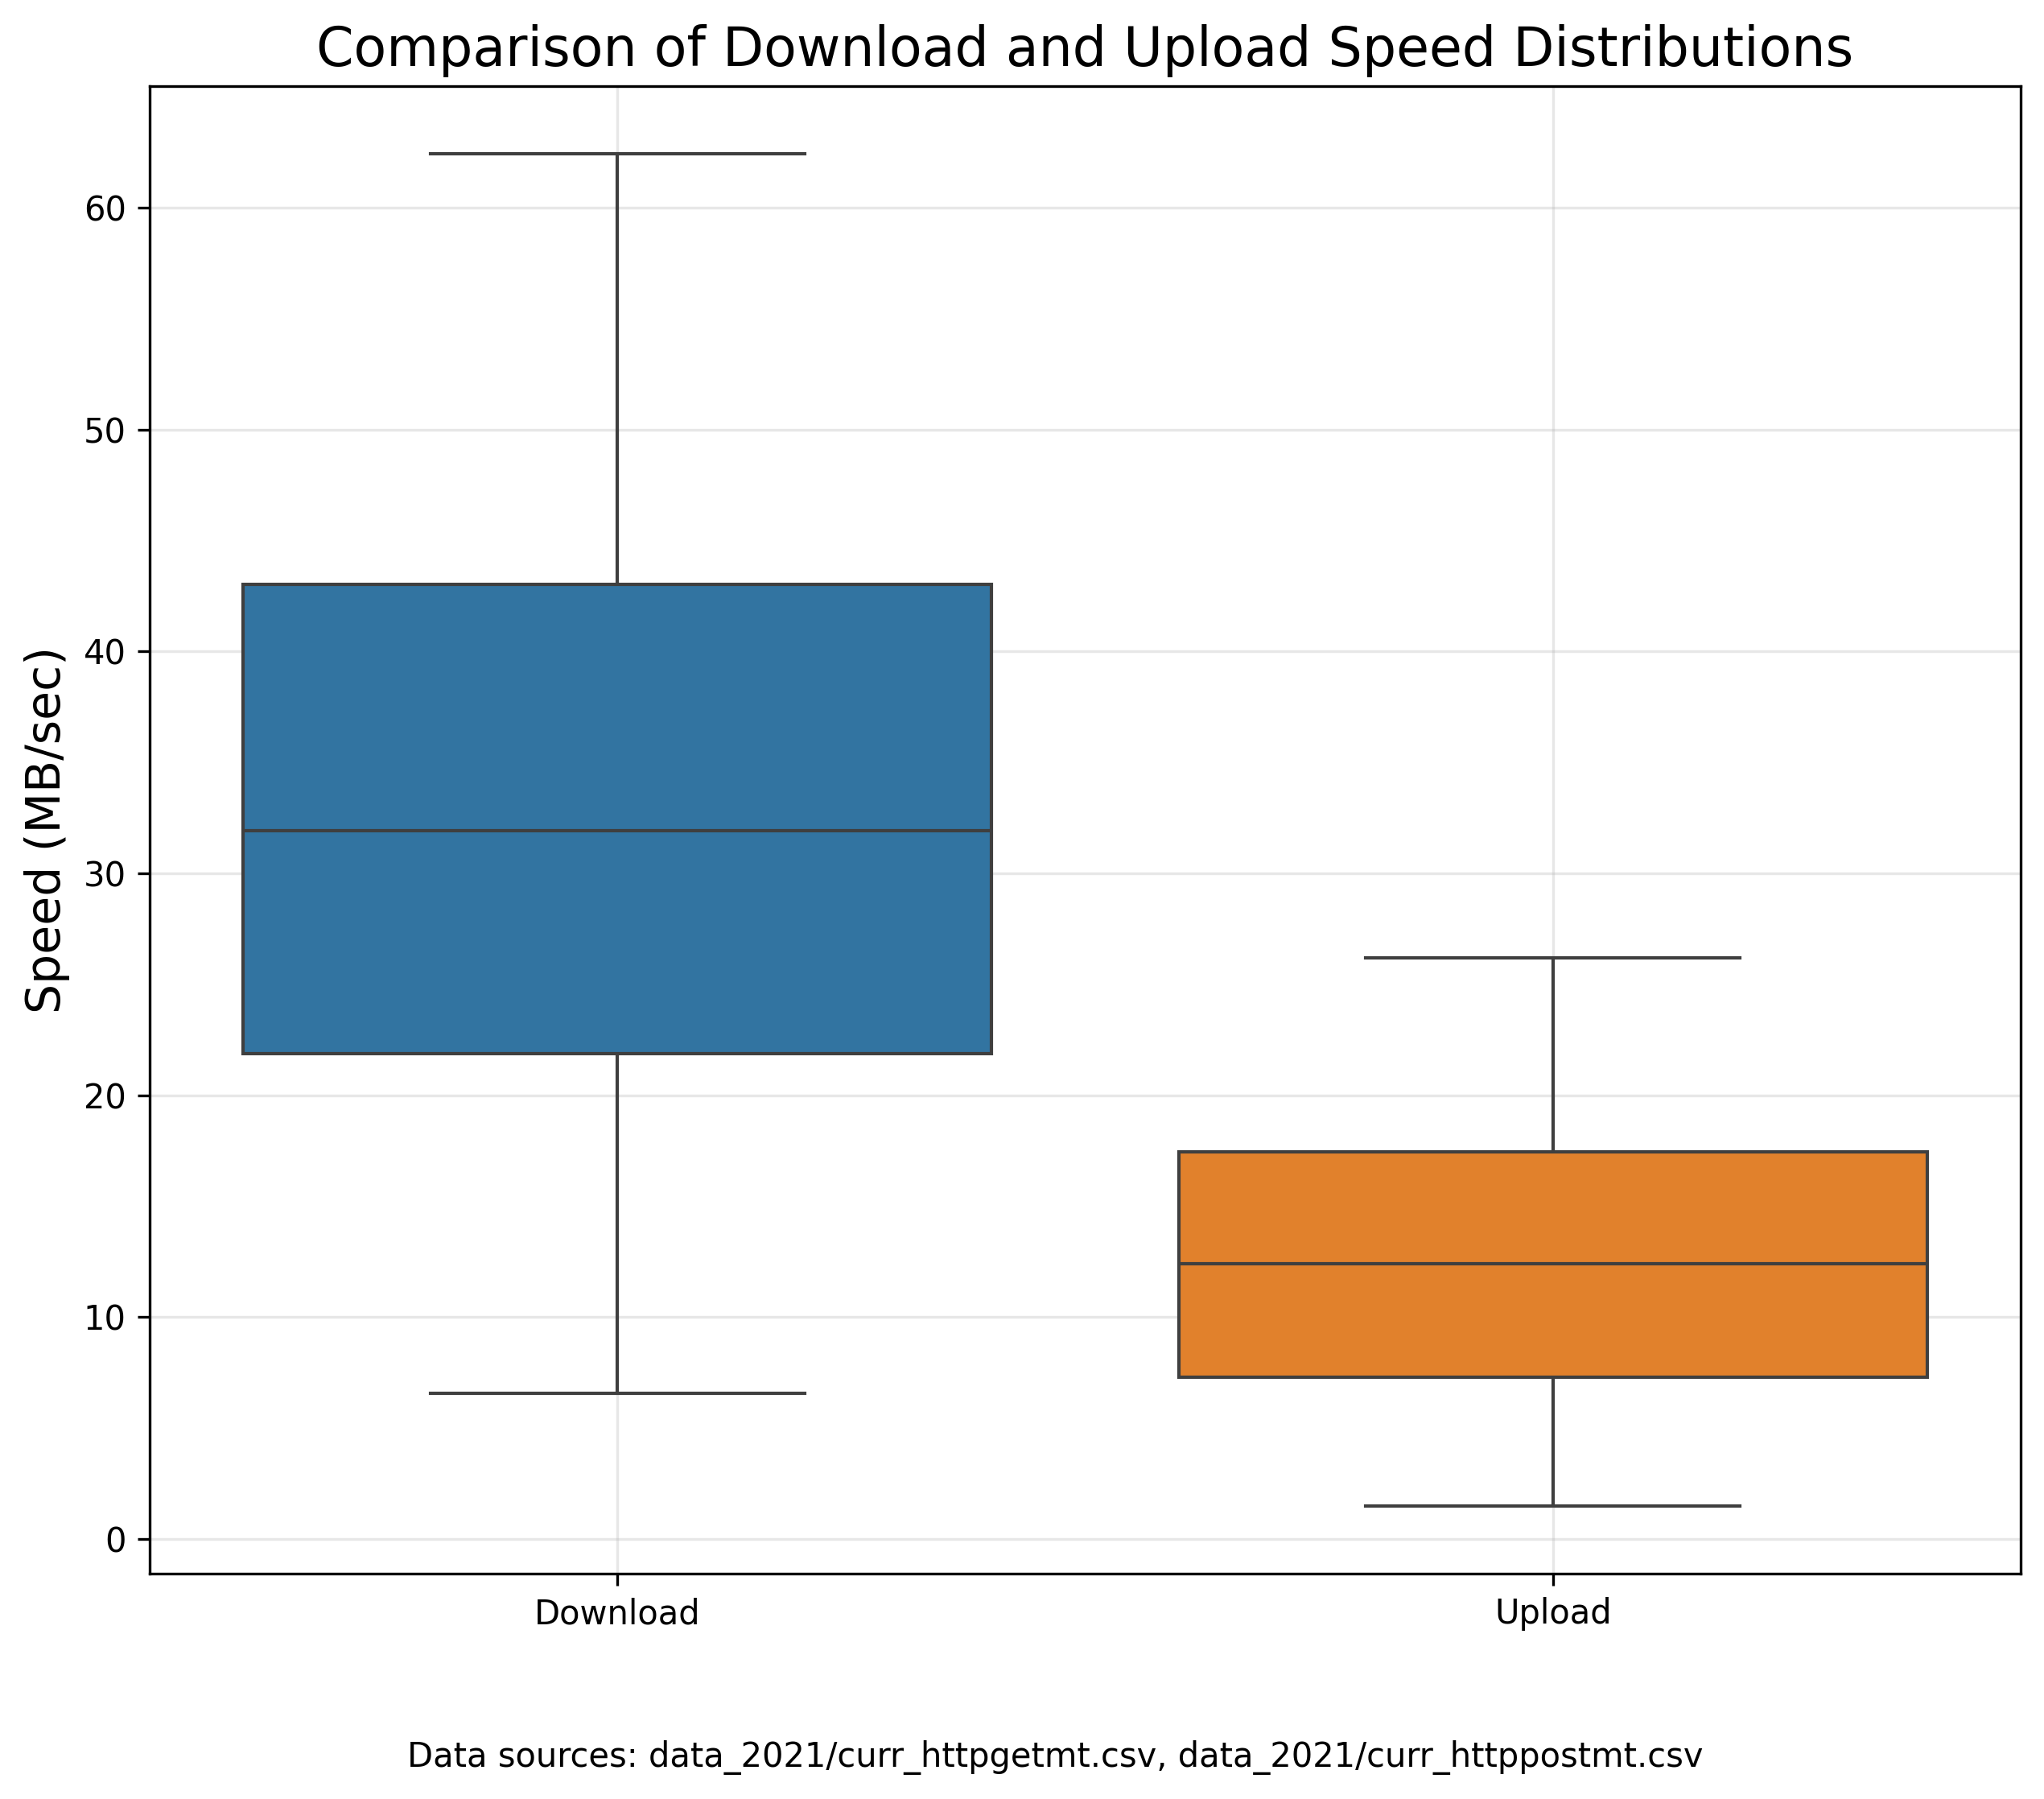 Comparison of Download and Upload Speed Distributions
Speed (MB/sec)
60
50
40
30
20
10
0
Download
Upload
Data sources: data_2021/curr_httpgetmt.csv, data_2021/curr_httppostmt.csv